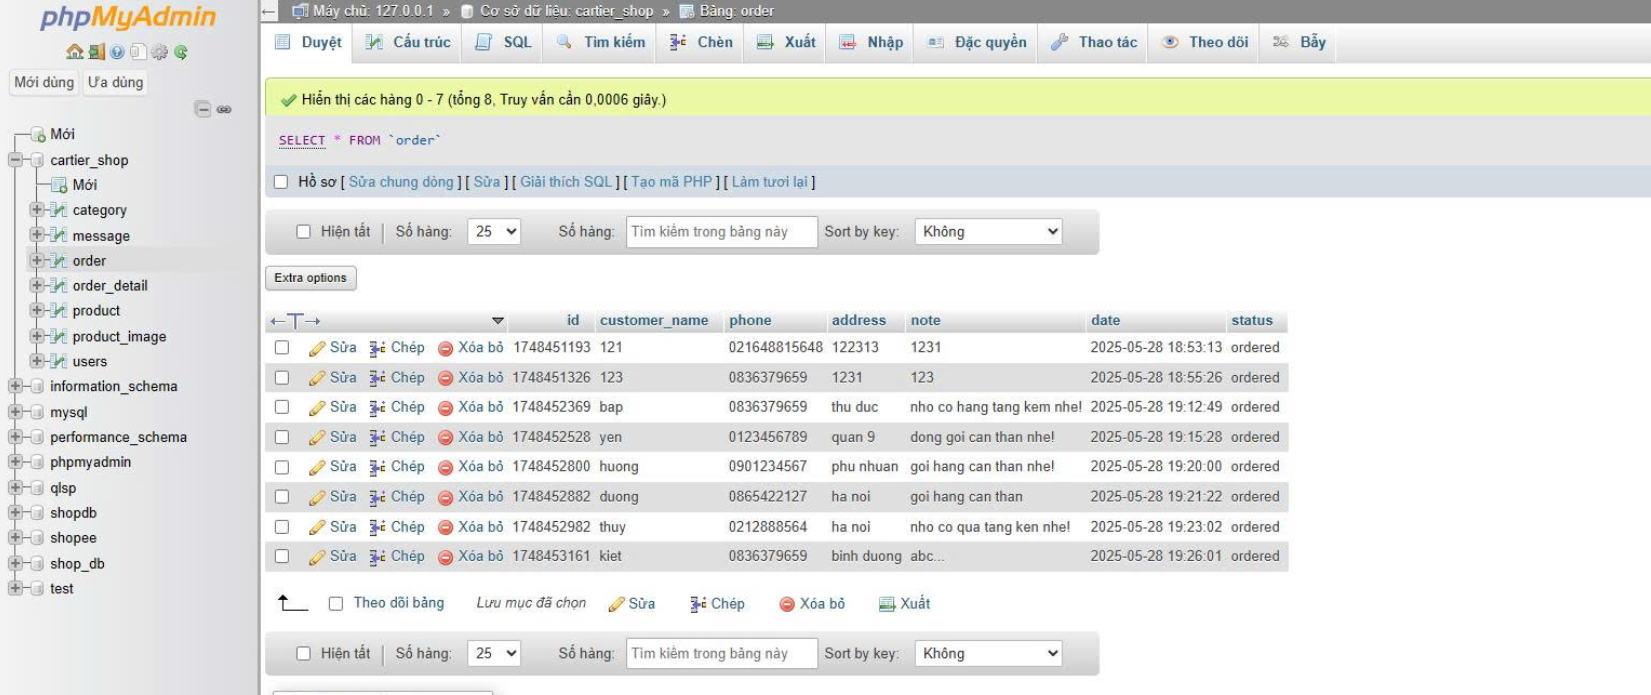 phpMyAdmin
Mới dùng Ưa dùng
Mới
cartier_shop
Mới
category
message
order
order_detail
product
product_image
users
information_schema
mysql
performance_schema
phpmyadmin
qlsp
shopdb
shopee
shop_db
test
← Máy chủ: 127.0.0.1 » Cơ sở dữ liệu: cartier_shop » Bảng: order
Duyệt Cấu trúc SQL Tìm kiếm Chèn Xuất Nhập Đặc quyền Thao tác Theo dõi Bẫy
Hiển thị các hàng 0 - 7 (tổng 8, Truy vấn cần 0,0006 giây.)
SELECT * FROM `order`
Hồ sơ [ Sửa chung dòng ] [ Sửa ] [ Giải thích SQL ] [ Tạo mã PHP ] [ Làm tươi lại ]
Hiện tất | Số hàng: 25 Số hàng: Tìm kiếm trong bảng này Sort by key: Không
Extra options
←T→ id customer_name phone address note date status
Sửa Chép Xóa bỏ 1748451193 121 021648815648 122313 1231 2025-05-28 18:53:13 ordered
Sửa Chép Xóa bỏ 1748451326 123 0836379659 1231 123 2025-05-28 18:55:26 ordered
Sửa Chép Xóa bỏ 1748452369 bap 0836379659 thu duc nho co hang tang kem nhe! 2025-05-28 19:12:49 ordered
Sửa Chép Xóa bỏ 1748452528 yen 0123456789 quan 9 dong goi can than nhe! 2025-05-28 19:15:28 ordered
Sửa Chép Xóa bỏ 1748452800 huong 0901234567 phu nhuan goi hang can than nhe! 2025-05-28 19:20:00 ordered
Sửa Chép Xóa bỏ 1748452882 duong 0865422127 ha noi goi hang can than 2025-05-28 19:21:22 ordered
Sửa Chép Xóa bỏ 1748452982 thuy 0212888564 ha noi nho co qua tang ken nhe! 2025-05-28 19:23:02 ordered
Sửa Chép Xóa bỏ 1748453161 kiet 0836379659 binh duong abc... 2025-05-28 19:26:01 ordered
Theo dõi bảng Lưu mục đã chọn Sửa Chép Xóa bỏ Xuất
Hiện tất | Số hàng: 25 Số hàng: Tìm kiếm trong bảng này Sort by key: Không